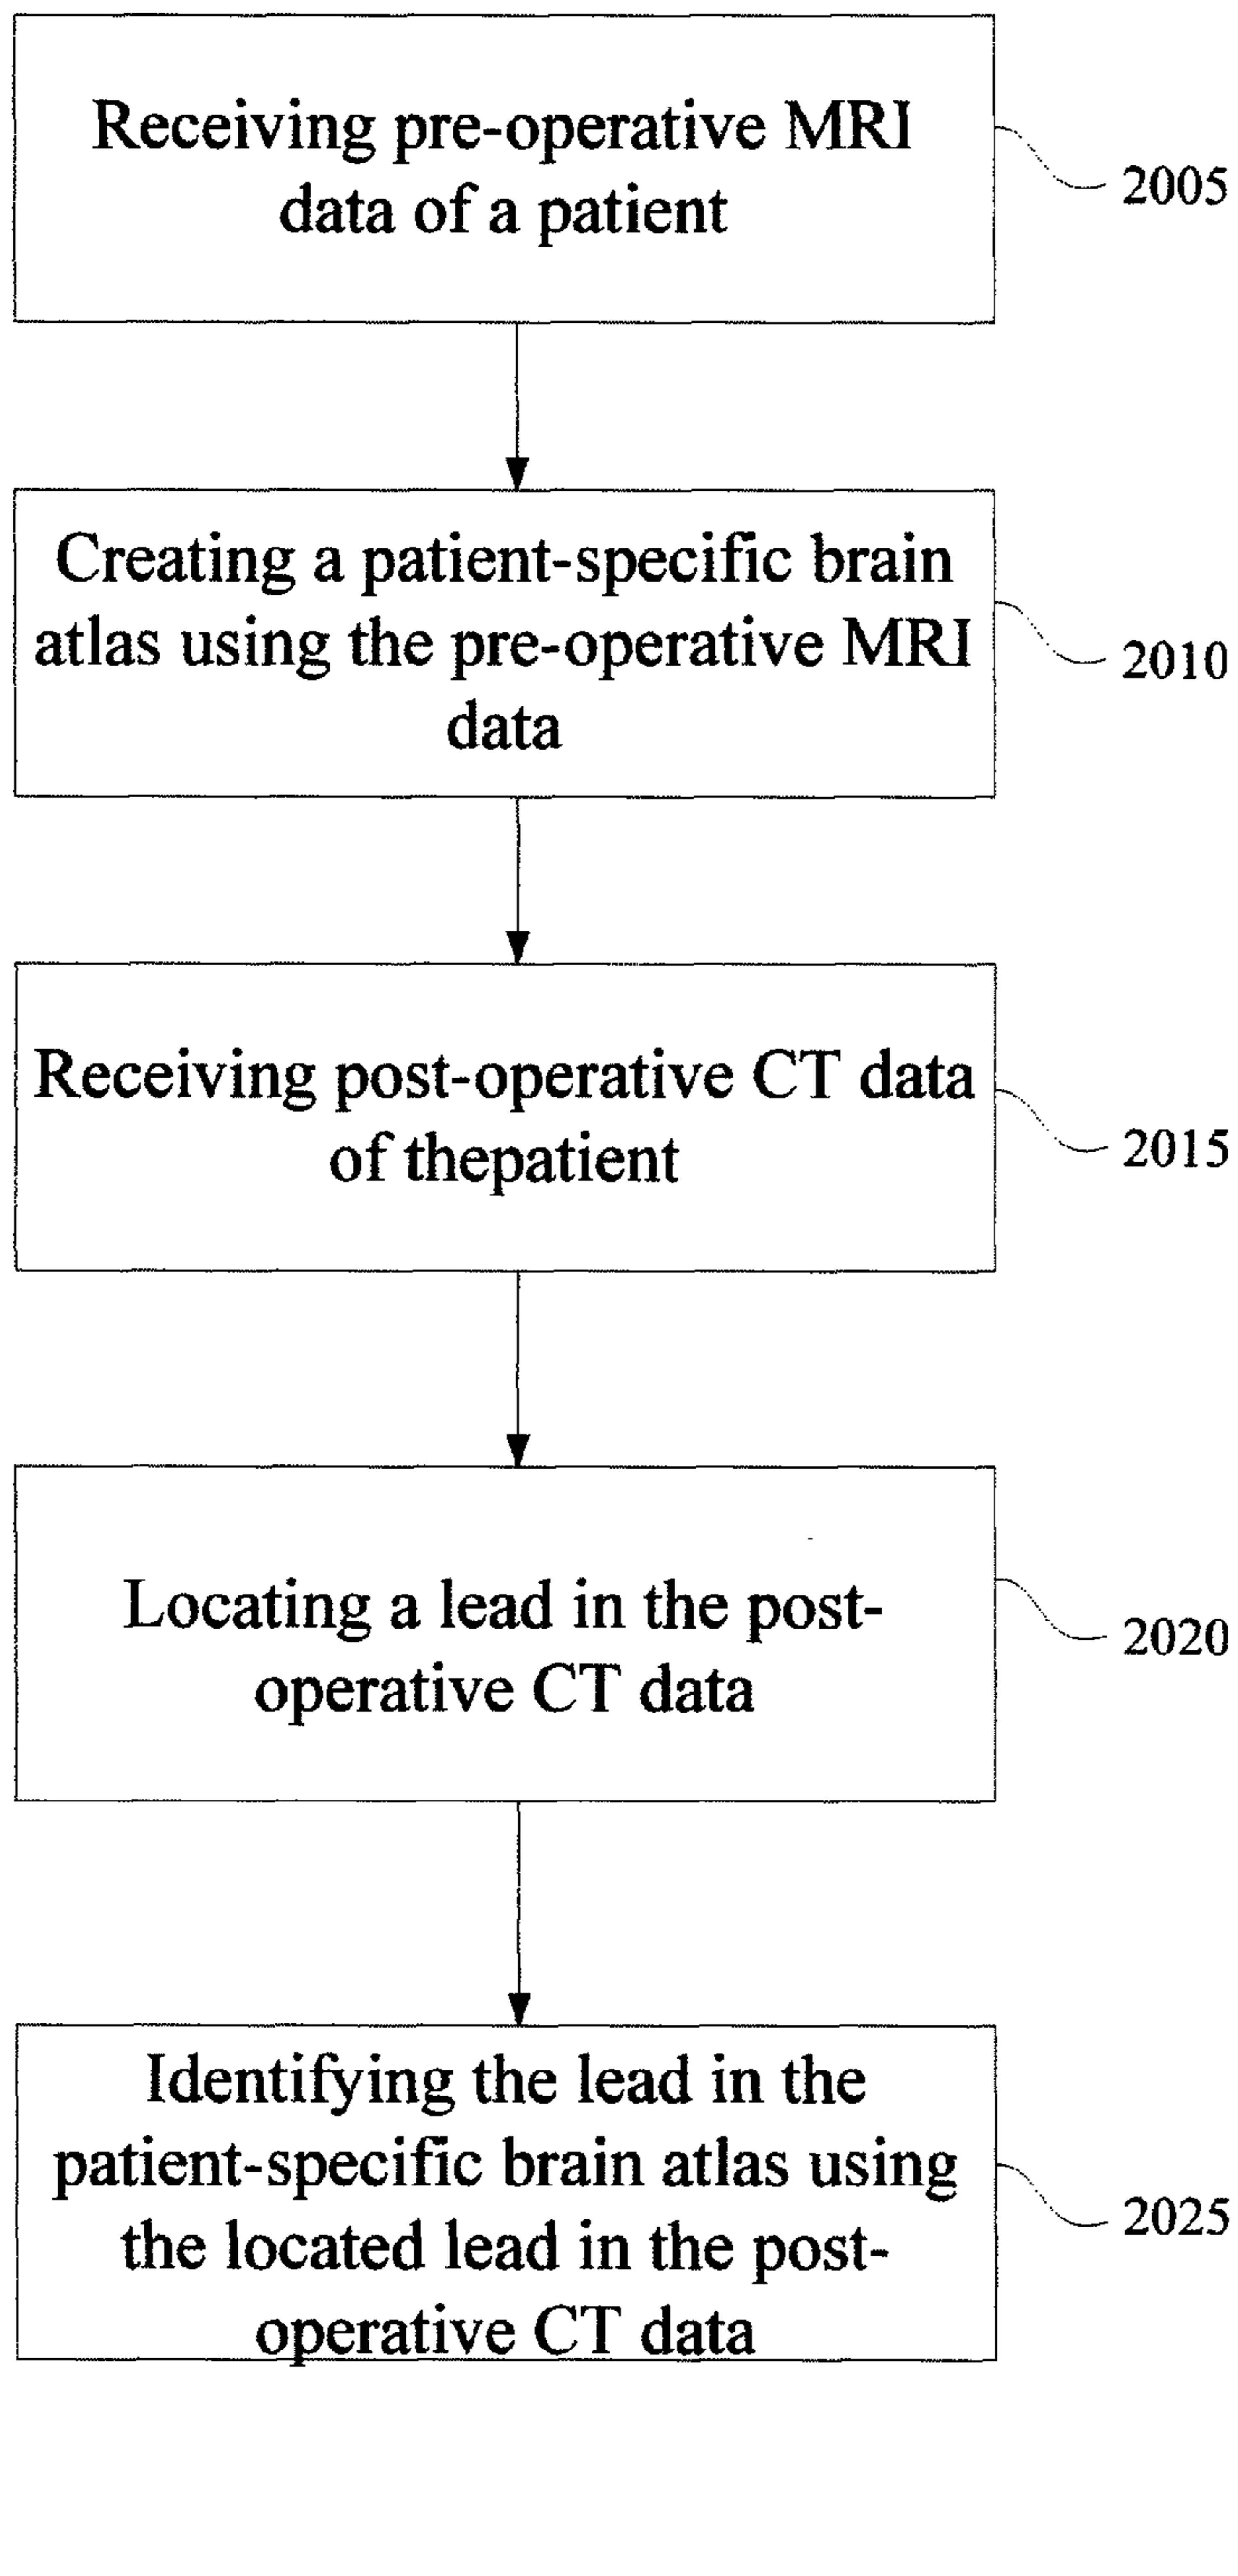 Receiving pre-operative MRI
data of a patient
2005
Creating a patient-specific brain
atlas using the pre-operative MRI
data
2010
Receiving post-operative CT data
of thepatient
2015
Locating a lead in the post-
operative CT data
2020
Identifying the lead in the
patient-specific brain atlas using
the located lead in the post-
operative CT data
2025